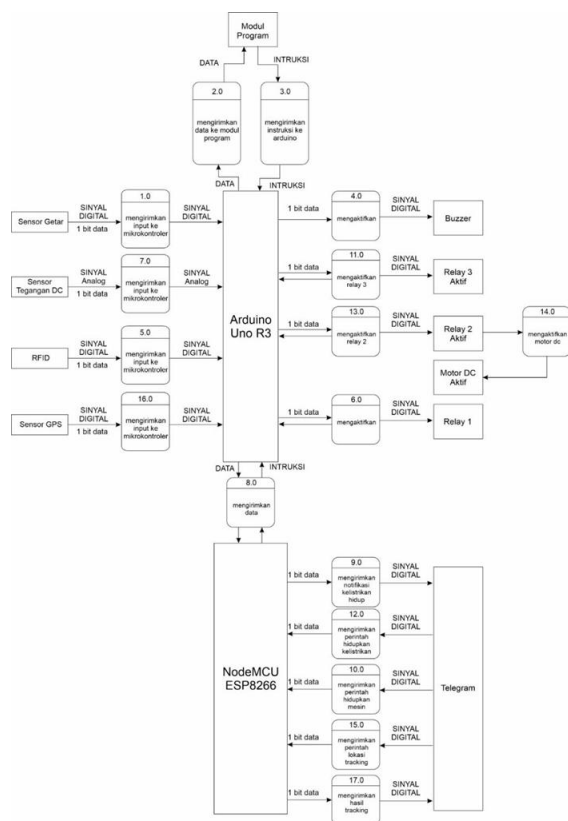 Modul
Program
DATA
INTRUKSI
2.0
mengirimkan
data ke modul
program
3.0
mengirimkan
instruksi ke
arduino
DATA
INTRUKSI
Sensor Getar
SINYAL
DIGITAL
1 bit data
1.0
mengirimkan
input ke
mikrokontroler
SINYAL
DIGITAL
1 bit data
4.0
mengaktifkan
SINYAL
DIGITAL
Buzzer
Sensor
Tegangan DC
SINYAL
Analog
1 bit data
7.0
mengirimkan
input ke
mikrokontroler
SINYAL
Analog
Arduino
Uno R3
1 bit data
11.0
mengaktifkan
relay 3
SINYAL
DIGITAL
Relay 3
Aktif
RFID
SINYAL
DIGITAL
1 bit data
5.0
mengirimkan
input ke
mikrokontroler
SINYAL
DIGITAL
1 bit data
13.0
mengaktifkan
relay 2
SINYAL
DIGITAL
Relay 2
Aktif
14.0
mengaktifkan
motor dc
Motor DC
Aktif
Sensor GPS
SINYAL
DIGITAL
1 bit data
16.0
mengirimkan
input ke
mikrokontroler
SINYAL
DIGITAL
1 bit data
6.0
mengaktifkan
SINYAL
DIGITAL
Relay 1
DATA
INTRUKSI
8.0
mengirimkan
data
NodeMCU
ESP8266
1 bit data
9.0
mengirimkan
notifikasi
kelistrikan
hidup
SINYAL
DIGITAL
1 bit data
12.0
mengirimkan
perintah
hidupkan
kelistrikan
SINYAL
DIGITAL
1 bit data
10.0
mengirimkan
perintah
hidupkan
mesin
SINYAL
DIGITAL
Telegram
1 bit data
15.0
mengirimkan
perintah
lokasi
tracking
SINYAL
DIGITAL
1 bit data
17.0
mengirimkan
hasil
tracking
SINYAL
DIGITAL